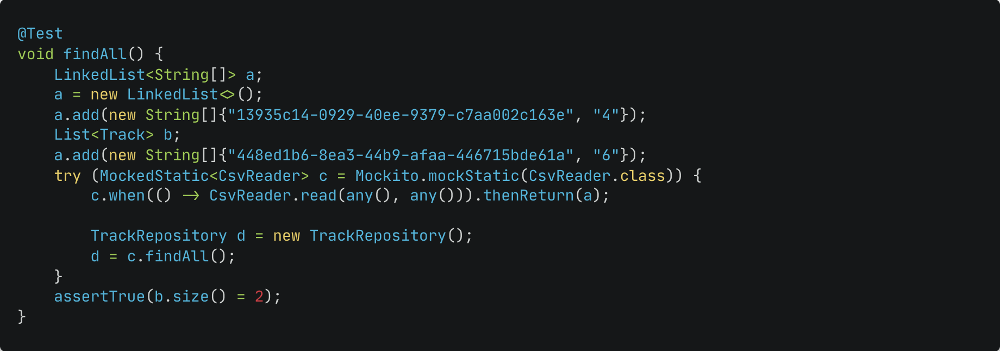 @Test
void findAll() {
    LinkedList<String[]> a;
    a = new LinkedList<>();
    a.add(new String[]{"13935c14-0929-40ee-9379-c7aa002c163e", "4"});
    List<Track> b;
    a.add(new String[]{"448ed1b6-8ea3-44b9-afaa-446715bde61a", "6"});
    try (MockedStatic<CsvReader> c = Mockito.mockStatic(CsvReader.class)) {
        c.when(() -> CsvReader.read(any(), any())).thenReturn(a);

        TrackRepository d = new TrackRepository();
        d = c.findAll();
    }
    assertTrue(b.size() = 2);
}